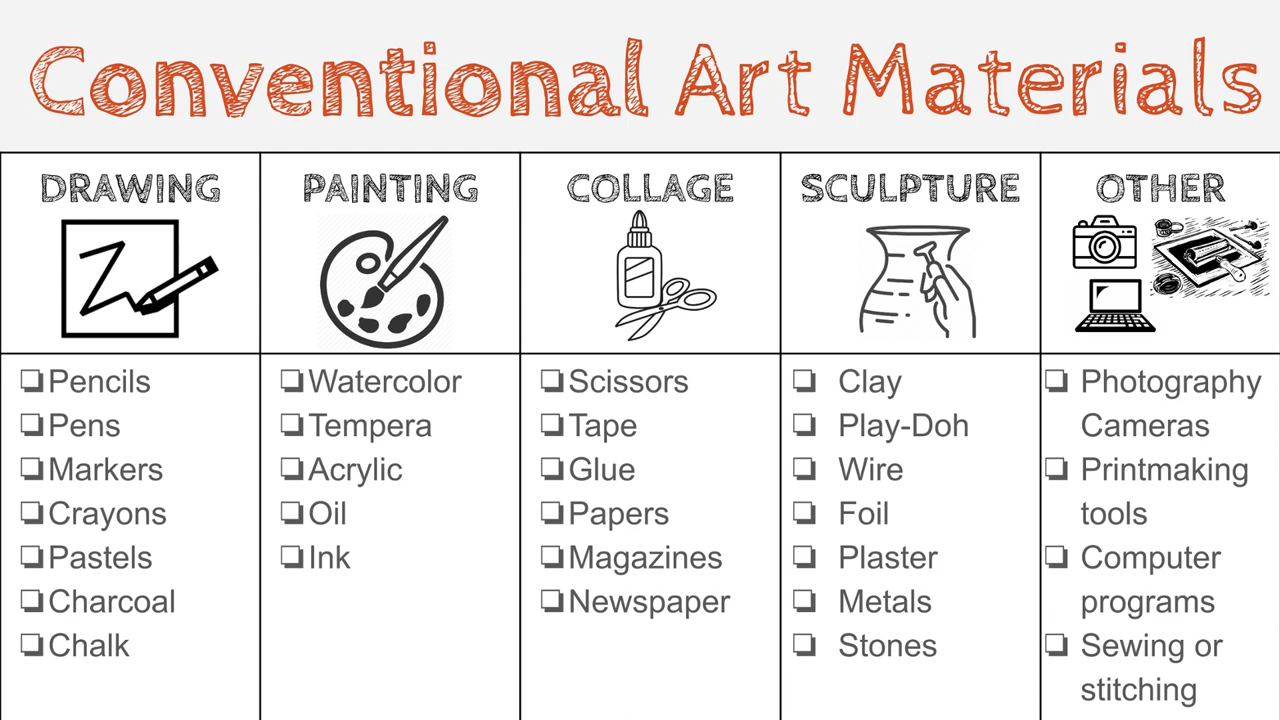 Conventional Art Materials
DRAWING
Pencils
Pens
Markers
Crayons
Pastels
Charcoal
Chalk
PAINTING
Watercolor
Tempera
Acrylic
Oil
Ink
COLLAGE
Scissors
Tape
Glue
Papers
Magazines
Newspaper
SCULPTURE
Clay
Play-Doh
Wire
Foil
Plaster
Metals
Stones
OTHER
Photography
Cameras
Printmaking
tools
Computer
programs
Sewing or
stitching